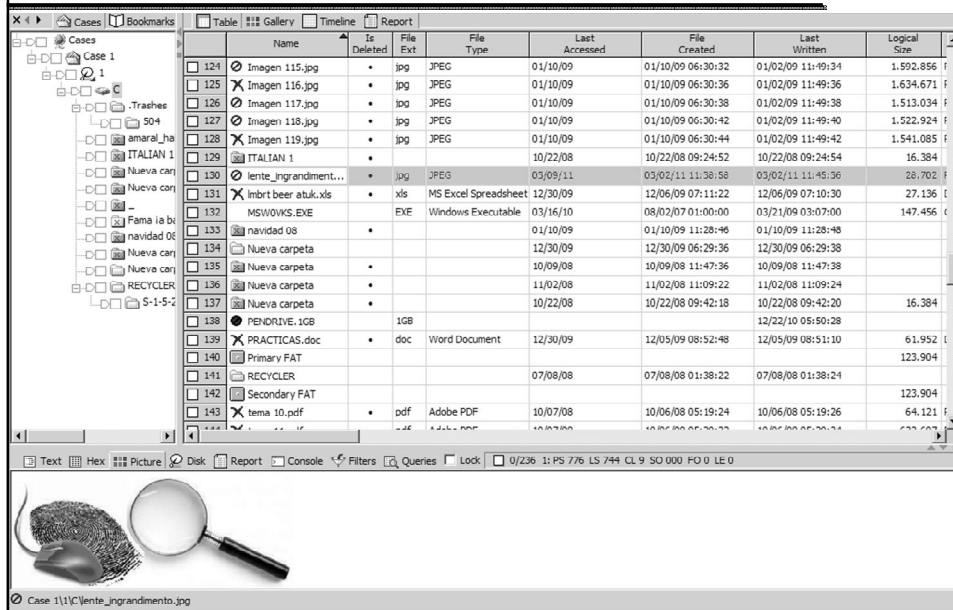 Cases Bookmarks Table Gallery Timeline Report
Cases
Case 1
1
C
.Trashes
504
amaral_ha
ITALIAN 1
Nueva carp
Nueva carp
_
Fama ia ba
navidad 08
Nueva carp
Nueva carp
RECYCLER
S-1-5-2
Name Is Deleted File Ext File Type Last Accessed File Created Last Written Logical Size
124 Imagen 115.jpg • jpg JPEG 01/10/09 01/10/09 06:30:32 01/02/09 11:49:34 1.592.856
125 Imagen 116.jpg • jpg JPEG 01/10/09 01/10/09 06:30:36 01/02/09 11:49:36 1.634.671
126 Imagen 117.jpg • jpg JPEG 01/10/09 01/10/09 06:30:38 01/02/09 11:49:38 1.513.034
127 Imagen 118.jpg • jpg JPEG 01/10/09 01/10/09 06:30:42 01/02/09 11:49:40 1.522.924
128 Imagen 119.jpg • jpg JPEG 01/10/09 01/10/09 06:30:44 01/02/09 11:49:42 1.541.085
129 ITALIAN 1 • 10/22/08 10/22/08 09:24:52 10/22/08 09:24:54 16.384
130 lente_ingrandiment... • jpg JPEG 03/09/11 03/02/11 11:38:58 03/02/11 11:45:36 28.702
131 lmbrt beer atuk.xls • xls MS Excel Spreadsheet 12/30/09 12/06/09 07:11:22 12/06/09 07:10:30 27.136
132 MSWOVKS.EXE EXE Windows Executable 03/16/10 08/02/07 01:00:00 03/21/09 03:07:00 147.456
133 navidad 08 • 01/10/09 01/10/09 11:28:46 01/10/09 11:28:48
134 Nueva carpeta 12/30/09 12/30/09 06:29:36 12/30/09 06:29:38
135 Nueva carpeta • 10/09/08 10/09/08 11:47:36 10/09/08 11:47:38
136 Nueva carpeta • 11/02/08 11/02/08 11:09:22 11/02/08 11:09:24
137 Nueva carpeta • 10/22/08 10/22/08 09:42:18 10/22/08 09:42:20 16.384
138 PENDRIVE.1GB 1GB 12/22/10 05:50:28
139 PRACTICAS.doc • doc Word Document 12/30/09 12/05/09 08:52:48 12/05/09 08:51:10 61.952
140 Primary FAT 123.904
141 RECYCLER 07/08/08 07/08/08 01:38:22 07/08/08 01:38:24
142 Secondary FAT 123.904
143 tema 10.pdf • pdf Adobe PDF 10/07/08 10/06/08 05:19:24 10/06/08 05:19:26 64.121
Text Hex Picture Disk Report Console Filters Queries Lock 0/236 1: PS 776 LS 744 CL 9 SO 000 FO 0 LE 0
Case 1\1\C\lente_ingrandimento.jpg